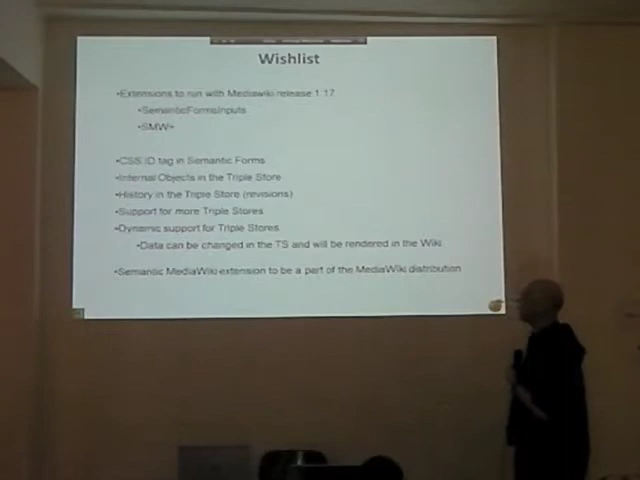 Wishlist
•Extensions to run with Mediawiki release 1.17
•SemanticFormsInputs
•SMW+
•CSS ID tag in Semantic Forms
•Internal Objects in the Triple Store
•History in the Triple Store (revisions)
•Support for more Triple Stores
•Dynamic support for Triple Stores
•Data can be changed in the TS and will be rendered in the Wiki
•Semantic MediaWiki extension to be a part of the MediaWiki distribution